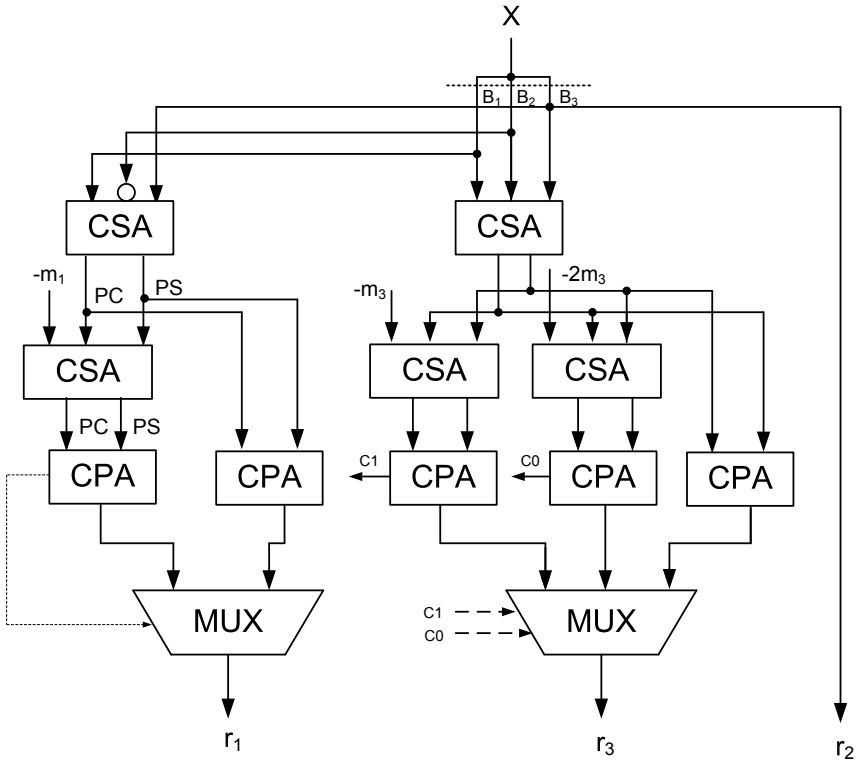 X
B₁ B₂ B₃
CSA CSA
-m₁ PC PS -m₃ -2m₃
CSA CSA CSA
PC PS
CPA CPA C1 CPA C0 CPA CPA
MUX C1 C0 MUX
r₁ r₃ r₂